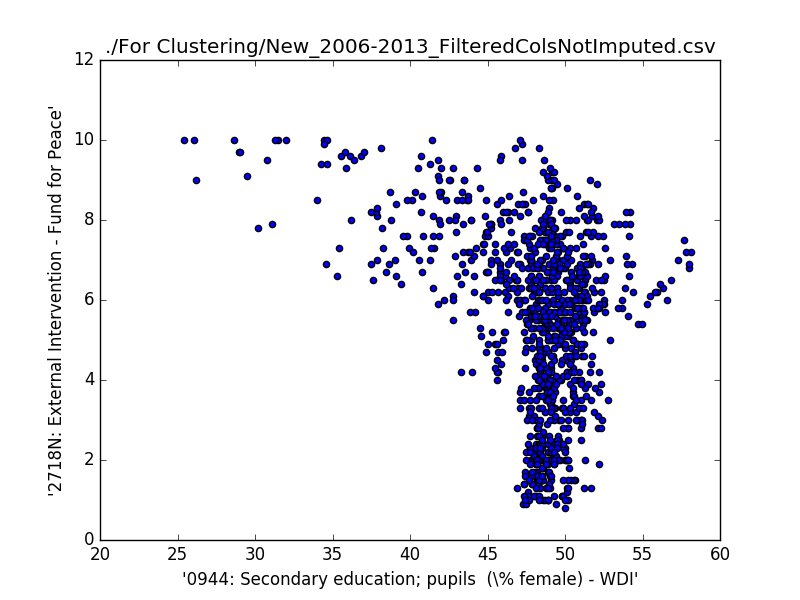 ./For Clustering/New_2006-2013_FilteredColsNotImputed.csv
'2718N: External Intervention - Fund for Peace'
12
10
8
6
4
2
0
20 25 30 35 40 45 50 55 60
'0944: Secondary education; pupils  (\% female) - WDI'